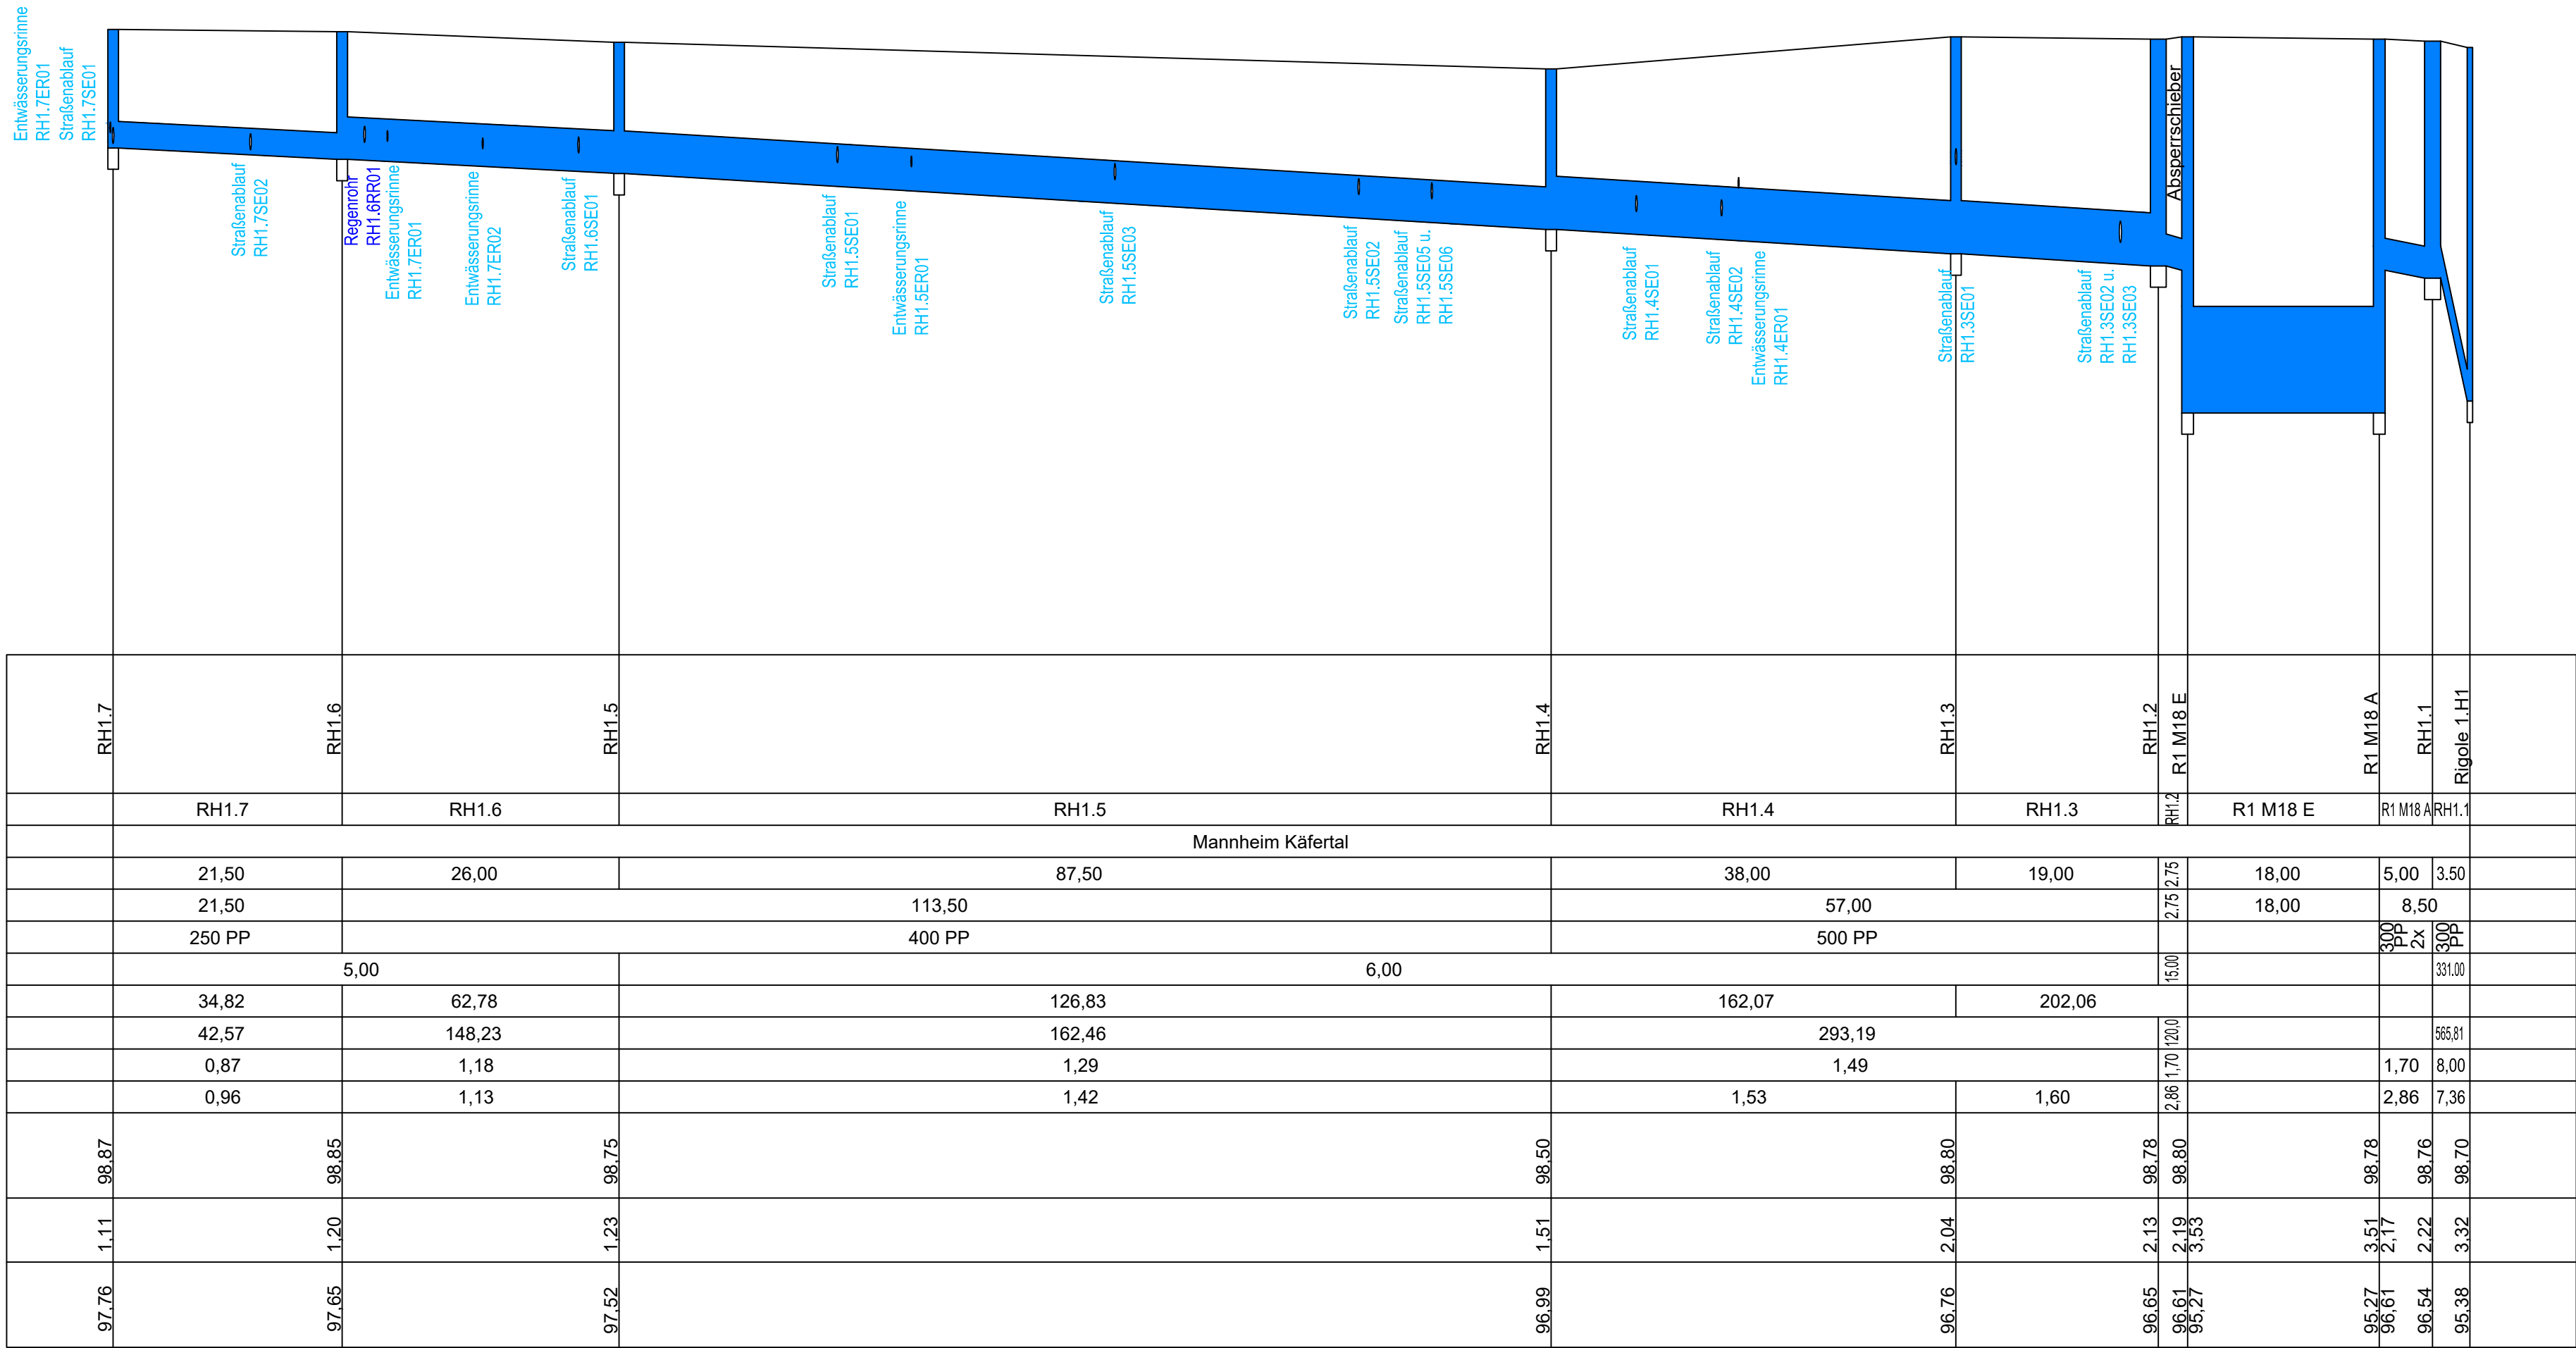 Entwässerungsrinne
RH1.7ER01
Straßenablauf
RH1.7SE01
Straßenablauf
RH1.7SE02
Regenrohr
RH1.6RR01
Entwässerungsrinne
RH1.7ER01
Entwässerungsrinne
RH1.7ER02
Straßenablauf
RH1.6SE01
Straßenablauf
RH1.5SE01
Entwässerungsrinne
RH1.5ER01
Straßenablauf
RH1.5SE03
Straßenablauf
RH1.5SE02
Straßenablauf
RH1.5SE05 u.
RH1.5SE06
Straßenablauf
RH1.4SE01
Straßenablauf
RH1.4SE02
Entwässerungsrinne
RH1.4ER01
Straßenablauf
RH1.3SE01
Straßenablauf
RH1.3SE02 u.
RH1.3SE03
Absperrschieber
RH1.7 RH1.6 RH1.5 RH1.4 RH1.3 RH1.2 R1 M18 E R1 M18 A RH1.1 Rigole 1.H1
RH1.7 RH1.6 RH1.5 RH1.4 RH1.3 RH1.2 R1 M18 E R1 M18 A RH1.1
Mannheim Käfertal
21,50 26,00 87,50 38,00 19,00 2.75 18,00 5,00 3.50
21,50 113,50 57,00 2.75 18,00 8,50
250 PP 400 PP 500 PP 300 PP 2x 300 PP
5,00 6,00 15.00 331.00
34,82 62,78 126,83 162,07 202,06
42,57 148,23 162,46 293,19 120,0 565,81
0,87 1,18 1,29 1,49 1,70 1,70 8,00
0,96 1,13 1,42 1,53 1,60 2,86 2,86 7,36
98,87 98,85 98,75 98,50 98,80 98,78 98,80 98,78 98,76 98,70
1,11 1,20 1,23 1,51 2,04 2,13 2,19 3,53 3,51 2,17 2,22 3,32
97,76 97,65 97,52 96,99 96,76 96,65 96,61 95,27 95,27 96,61 96,54 95,38